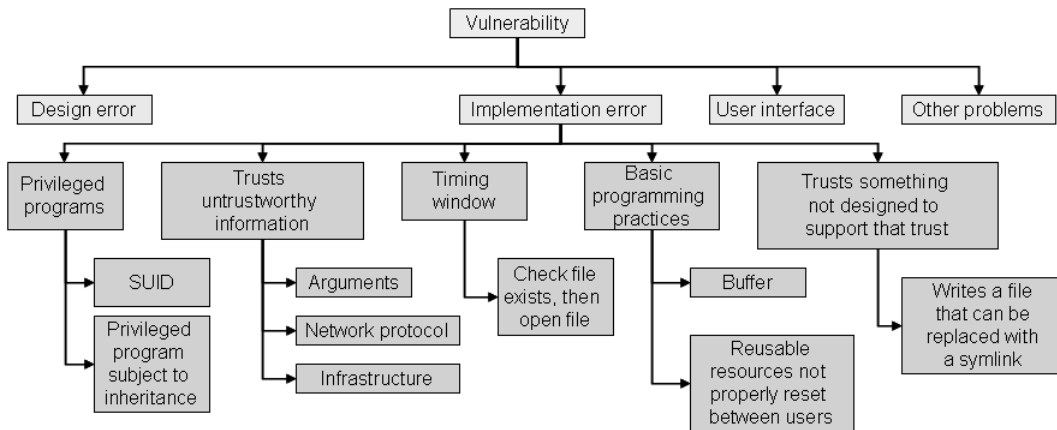 Vulnerability
Design error
Implementation error
User interface
Other problems
Privileged
programs
Trusts
untrustworthy
information
Timing
window
Basic
programming
practices
Trusts something
not designed to
support that trust
SUID
Privileged
program
subject to
inheritance
Arguments
Network protocol
Infrastructure
Check file
exists, then
open file
Buffer
Reusable
resources not
properly reset
between users
Writes a file
that can be
replaced with
a symlink